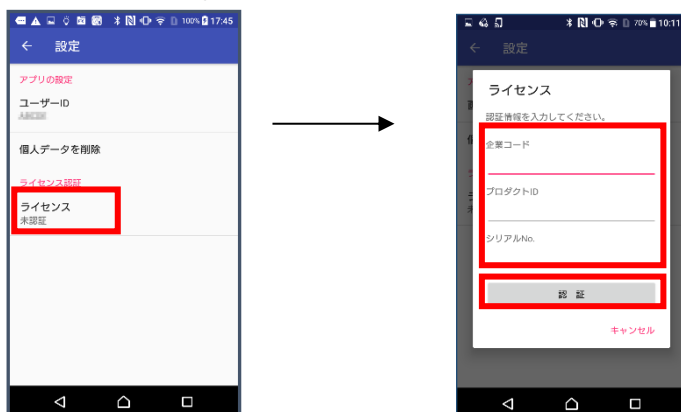 100% 17:45
設定
アプリの設定
ユーザーID
個人データを削除
ライセンス認証
ライセンス
未認証
70% 10:11
設定
ライセンス
認証情報を入力してください。
企業コード
プロダクトID
シリアルNo.
認 証
キャンセル